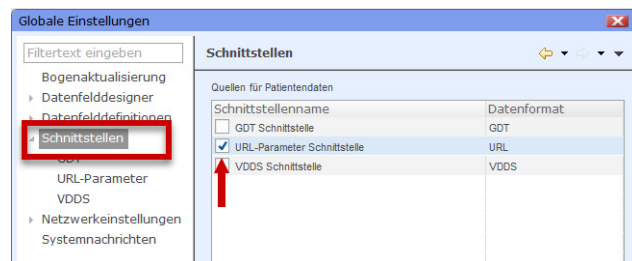 Globale Einstellungen
Filtertext eingeben
Bogenaktualisierung
Datenfelddesigner
Datenfelddefinitionen
Schnittstellen
GDT
URL-Parameter
VDDS
Netzwerkeinstellungen
Systemnachrichten
Schnittstellen
Quellen für Patientendaten
Schnittstellenname Datenformat
GDT Schnittstelle GDT
URL-Parameter Schnittstelle URL
VDDS Schnittstelle VDDS